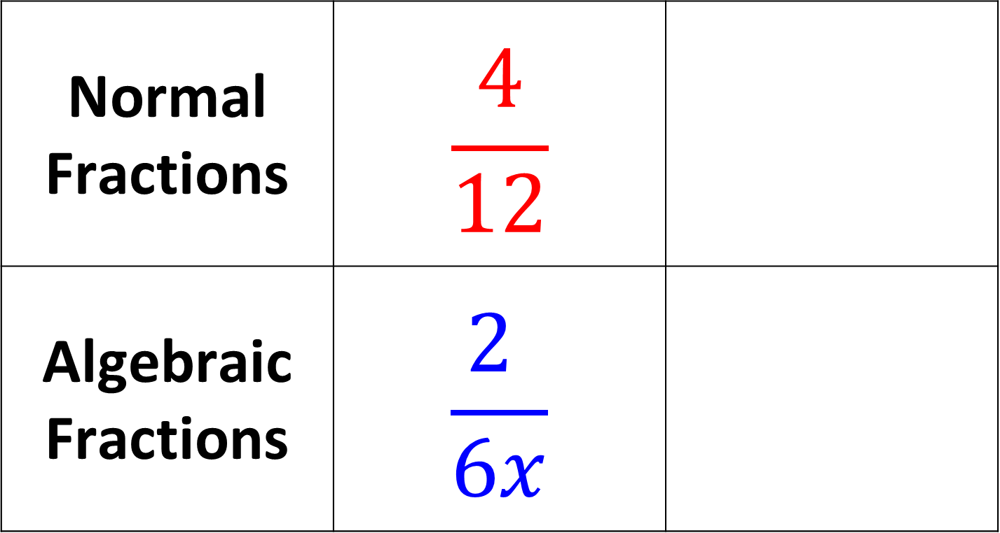 Normal
Fractions
4
12
Algebraic
Fractions
2
6x